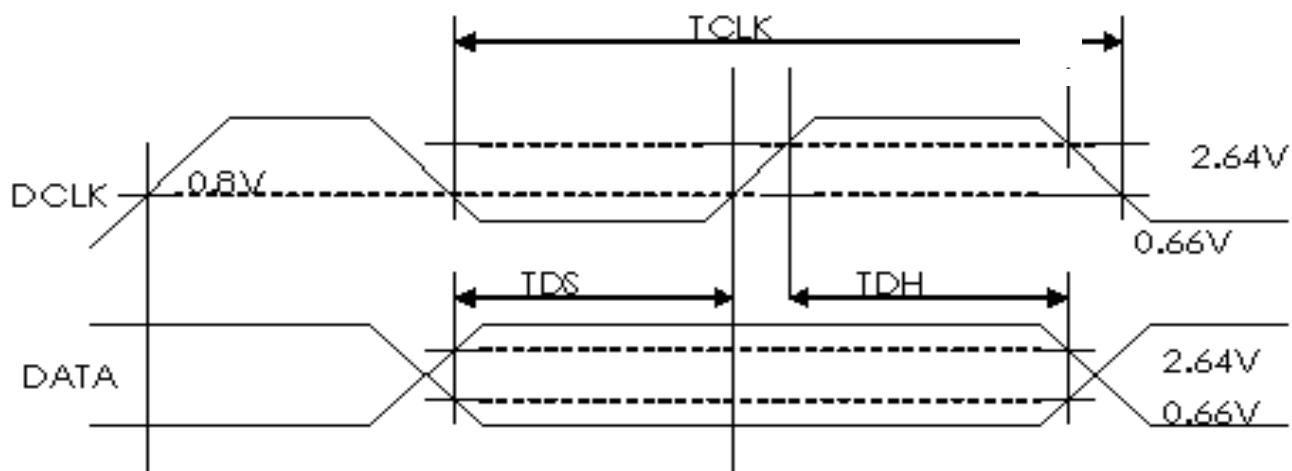 TCLK
2.64V
0.8V
DCLK
0.66V
TDS
TDH
2.64V
DATA
0.66V